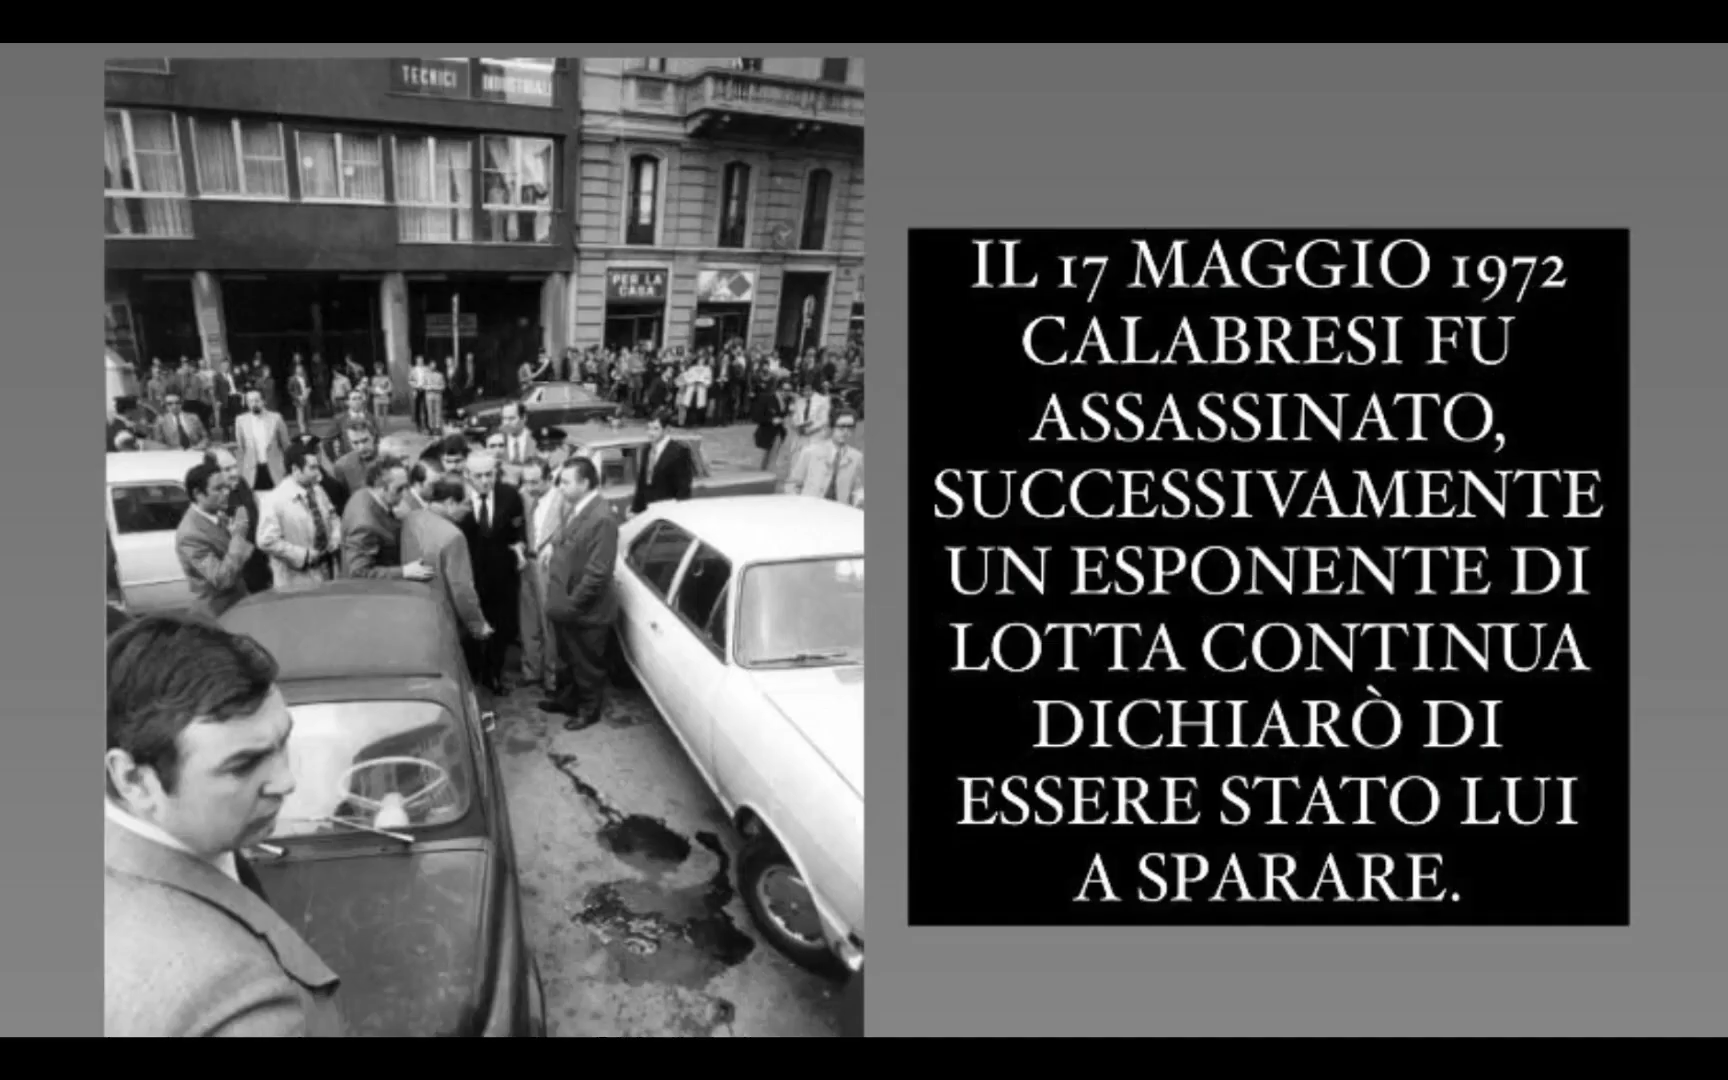 TECNICI INDUSTRIALI
PER LA
CASA
IL 17 MAGGIO 1972
CALABRESI FU
ASSASSINATO,
SUCCESSIVAMENTE
UN ESPONENTE DI
LOTTA CONTINUA
DICHIARÒ DI
ESSERE STATO LUI
A SPARARE.